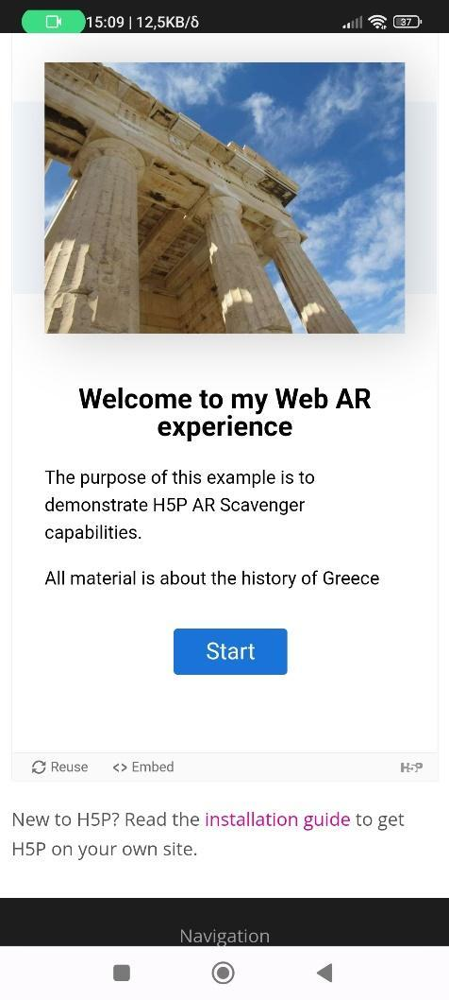 15:09 | 12,5KB/δ
37
Welcome to my Web AR
experience
The purpose of this example is to
demonstrate H5P AR Scavenger
capabilities.
All material is about the history of Greece
Start
Reuse <> Embed H5P
New to H5P? Read the installation guide to get
H5P on your own site.
Navigation